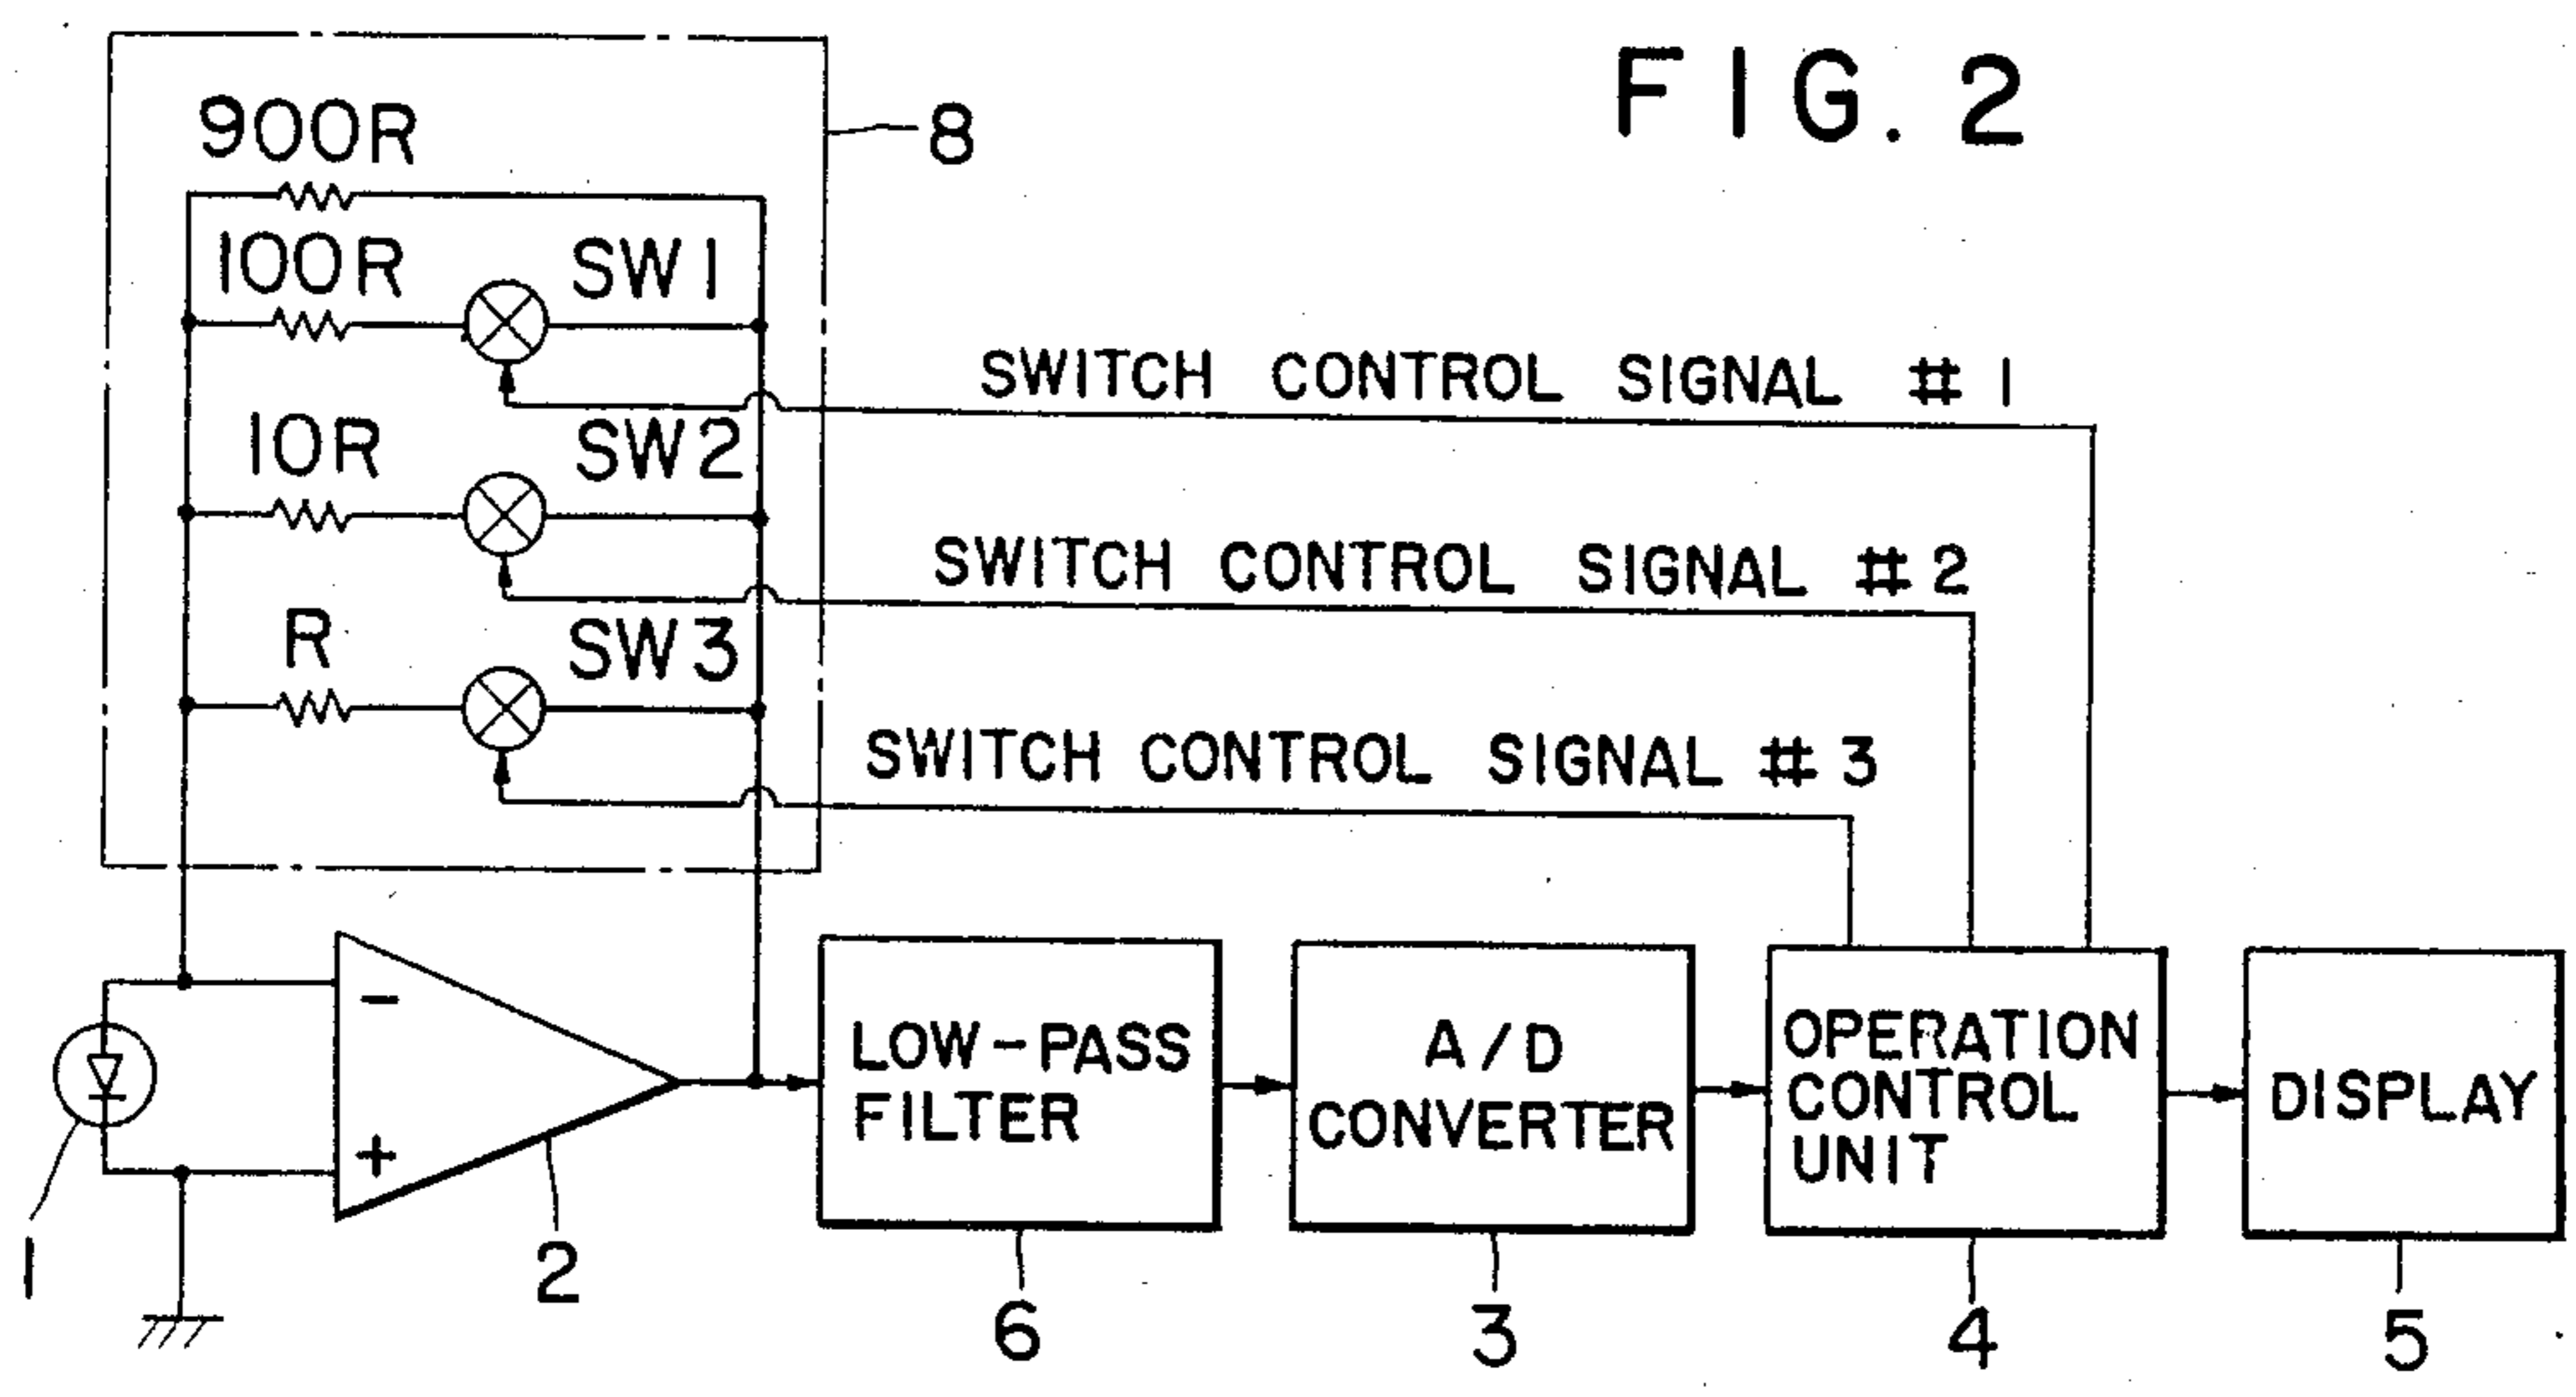 FIG. 2
900R
8
100R
SW1
SWITCH CONTROL SIGNAL #1
10R
SW2
SWITCH CONTROL SIGNAL #2
R
SW3
SWITCH CONTROL SIGNAL #3
−
+
LOW-PASS
FILTER
A/D
CONVERTER
OPERATION
CONTROL
UNIT
DISPLAY
1
2
6
3
4
5